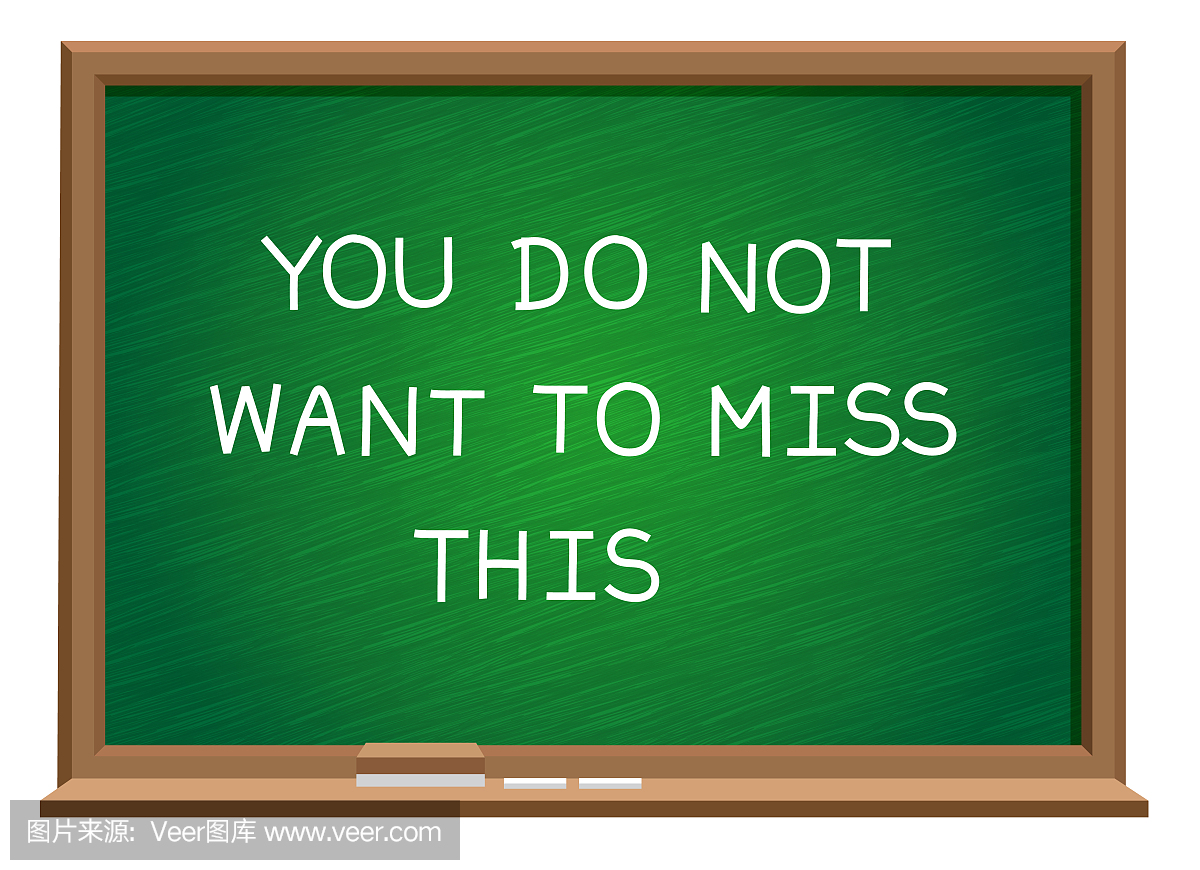 YOU DO NOT
WANT TO MISS
THIS
图片来源: Veer图库 www.veer.com